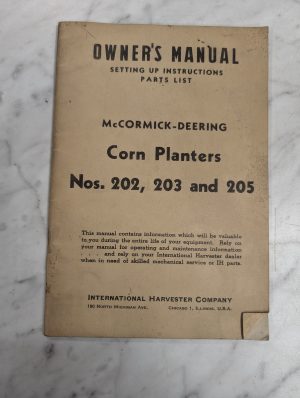 OWNER'S MANUAL
SETTING UP INSTRUCTIONS
PARTS LIST
McCORMICK-DEERING
Corn Planters
Nos. 202, 203 and 205
This manual contains information which will be valuable
to you during the entire life of your equipment. Rely on
your manual for operating and maintenance information
. . . . and rely on your International Harvester dealer
when in need of skilled mechanical service or IH parts.
INTERNATIONAL HARVESTER COMPANY
180 NORTH MICHIGAN AVE. CHICAGO 1, ILLINOIS, U.S.A.